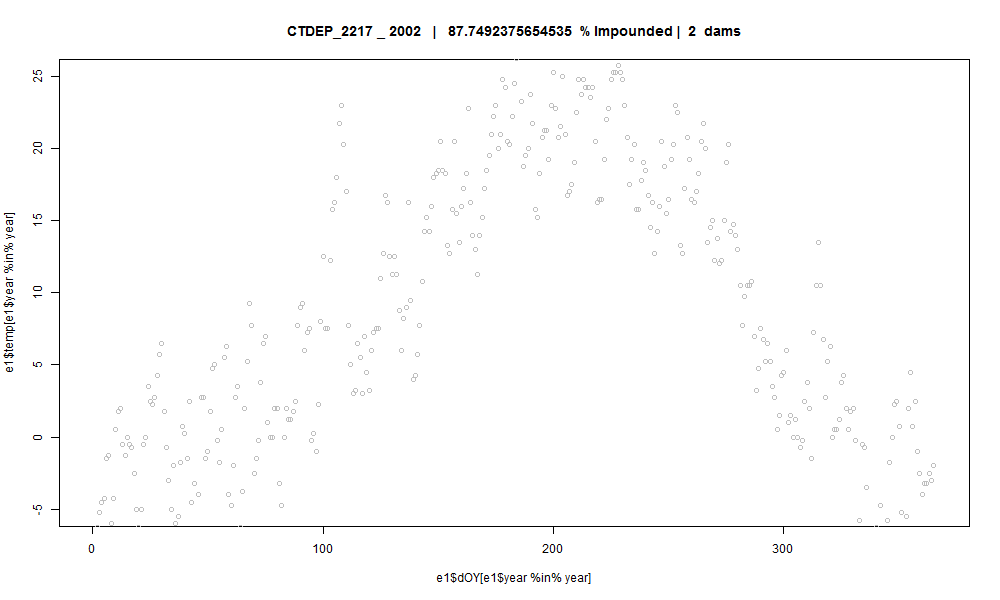 CTDEP_2217 _ 2002 | 87.7492375654535 % Impounded | 2 dams
25
20
15
10
5
0
-5
e1$temp[e1$year %in% year]
0 100 200 300
e1$dOY[e1$year %in% year]